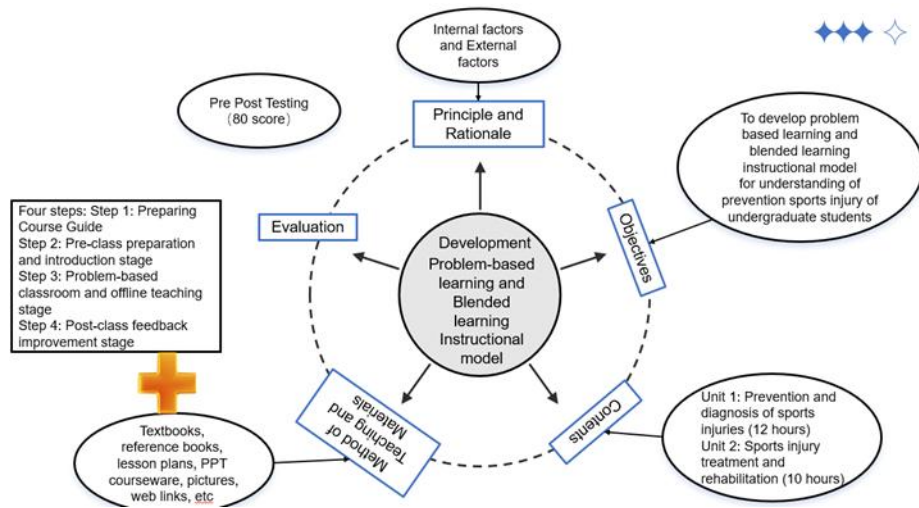 Internal factors
and External
factors
Pre Post Testing
(80 score)
Principle and
Rationale
To develop problem
based learning and
blended learning
instructional model
for understanding of
prevention sports injury of
undergraduate students
Four steps: Step 1: Preparing
Course Guide
Step 2: Pre-class preparation
and introduction stage
Step 3: Problem-based
classroom and offline teaching
stage
Step 4: Post-class feedback
improvement stage
Evaluation
Objectives
Development
Problem-based
learning and
Blended
learning
Instructional
model
Method of
Teaching and
Materials
Contents
Unit 1: Prevention and
diagnosis of sports
injuries (12 hours)
Unit 2: Sports injury
treatment and
rehabilitation (10 hours)
Textbooks,
reference books,
lesson plans, PPT
courseware, pictures,
web links, etc